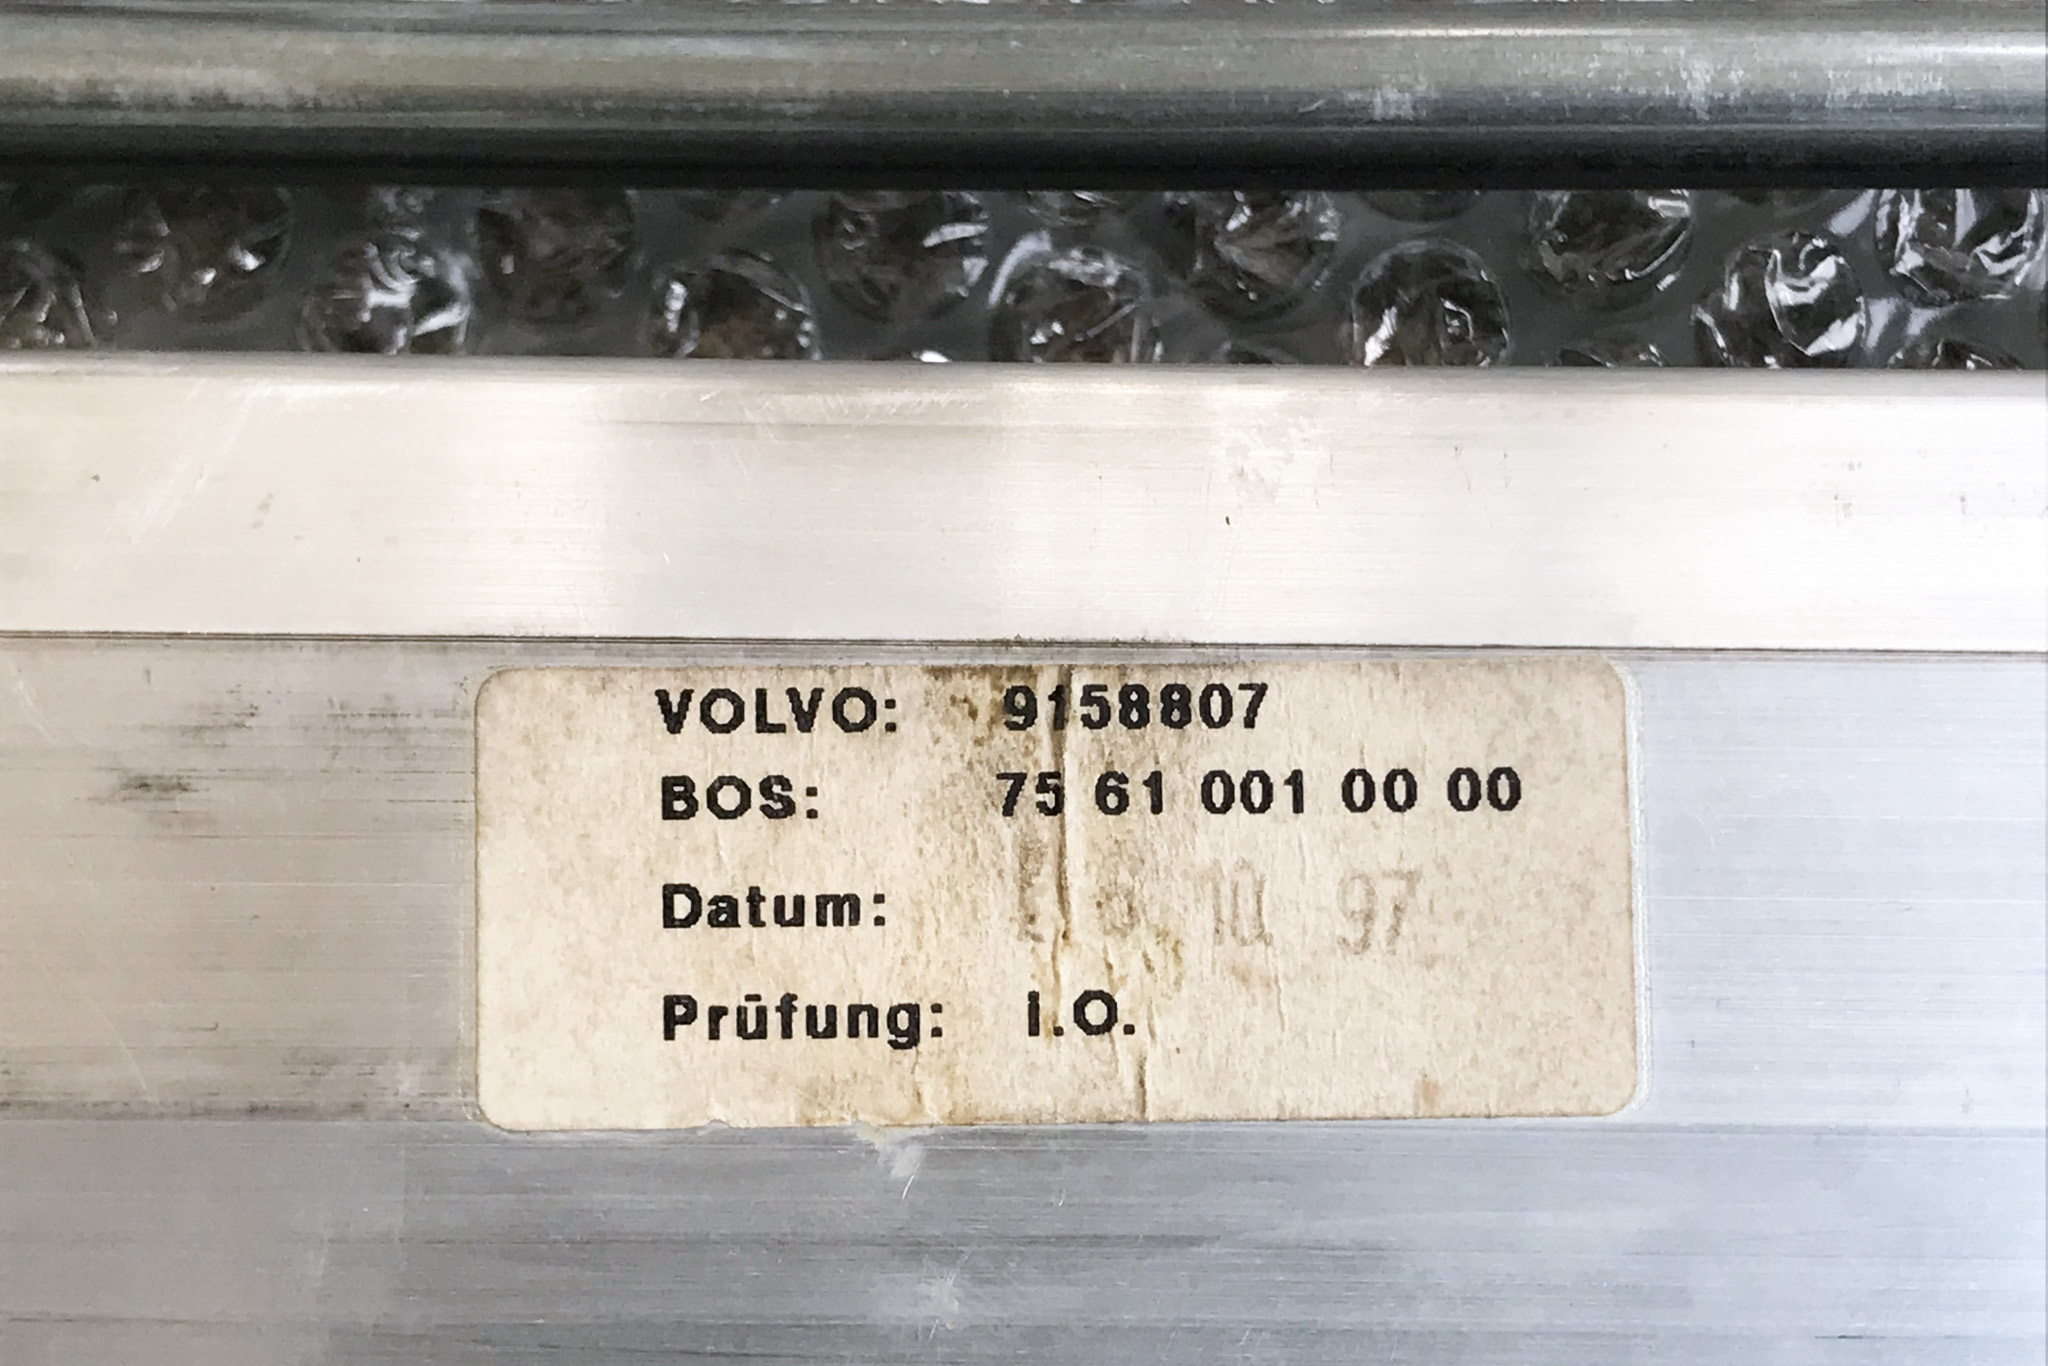 VOLVO: 9158807
BOS: 75 61 001 00 00
Datum: 10. 97
Prüfung: i.O.